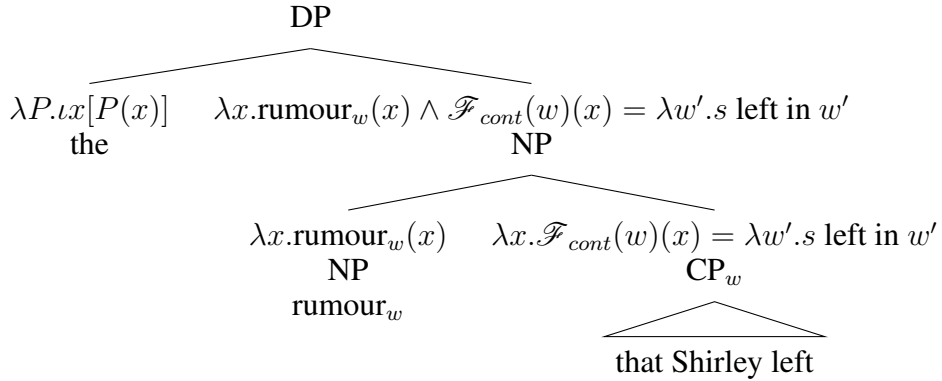 DP
λP.ιx[P(x)] λx.rumour_w(x) ∧ ℱ_cont(w)(x) = λw′.s left in w′
the NP
λx.rumour_w(x) λx.ℱ_cont(w)(x) = λw′.s left in w′
NP CP_w
rumour_w
that Shirley left